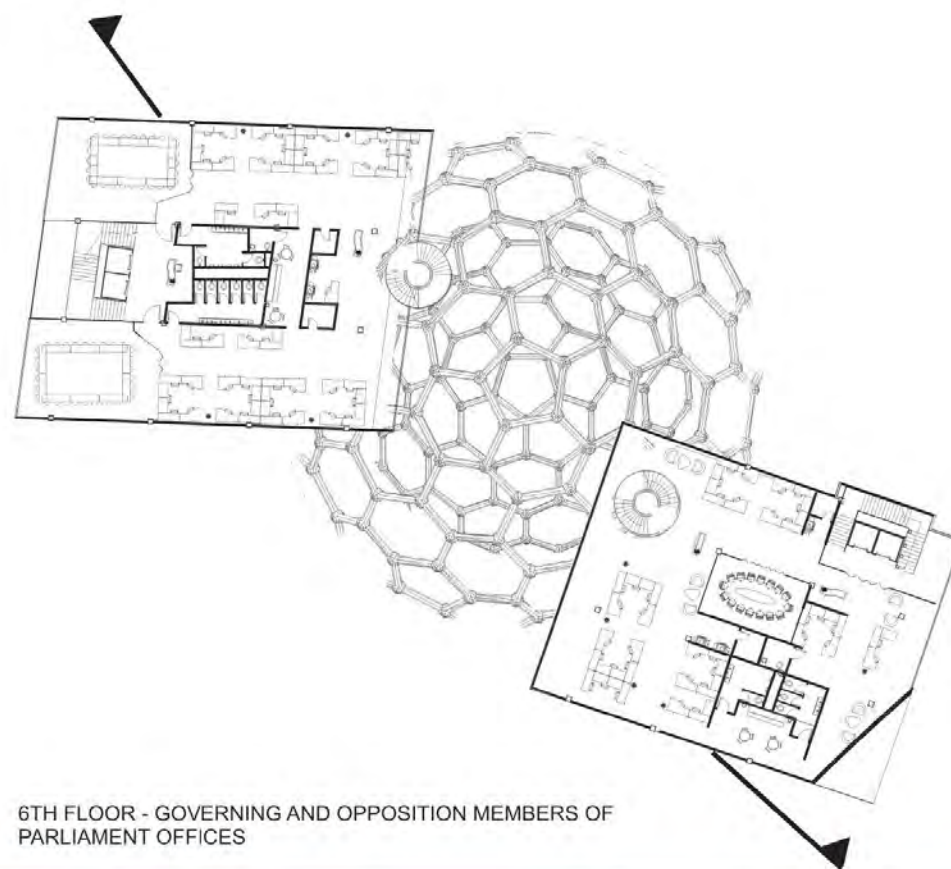 6TH FLOOR - GOVERNING AND OPPOSITION MEMBERS OF
PARLIAMENT OFFICES